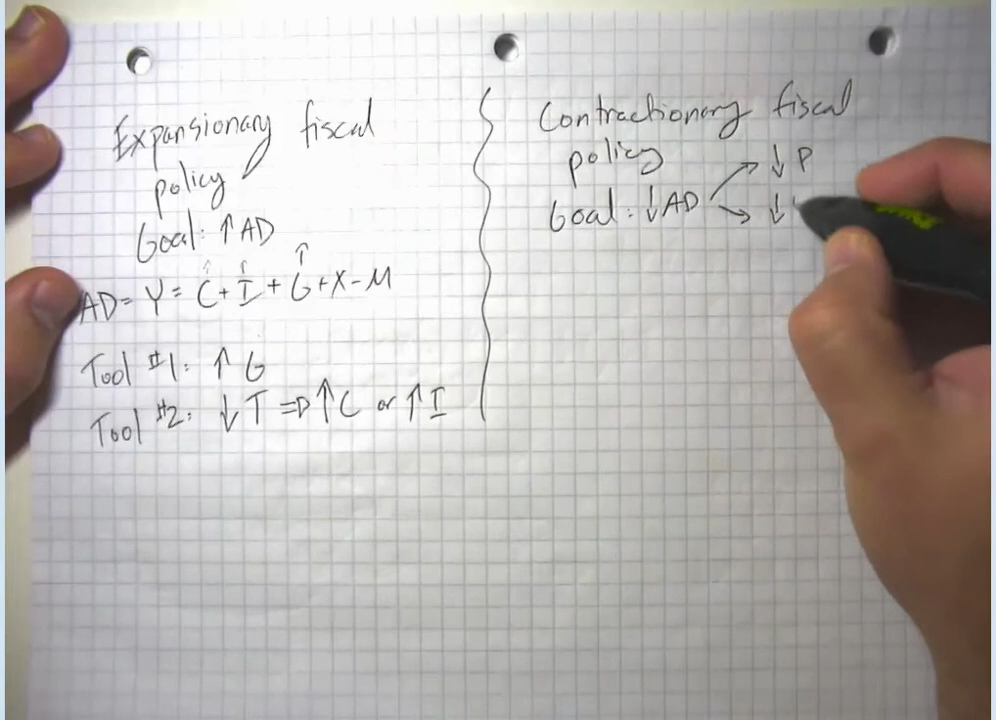 Expansionary fiscal
policy
Goal: ↑ AD
↑ ↑ ↑
AD = Y = C + I + G + X - M
Tool #1: ↑ G
Tool #2: ↓ T ⇒ ↑ C or ↑ I
Contractionary fiscal
policy
↓ P
Goal: ↓ AD
↓